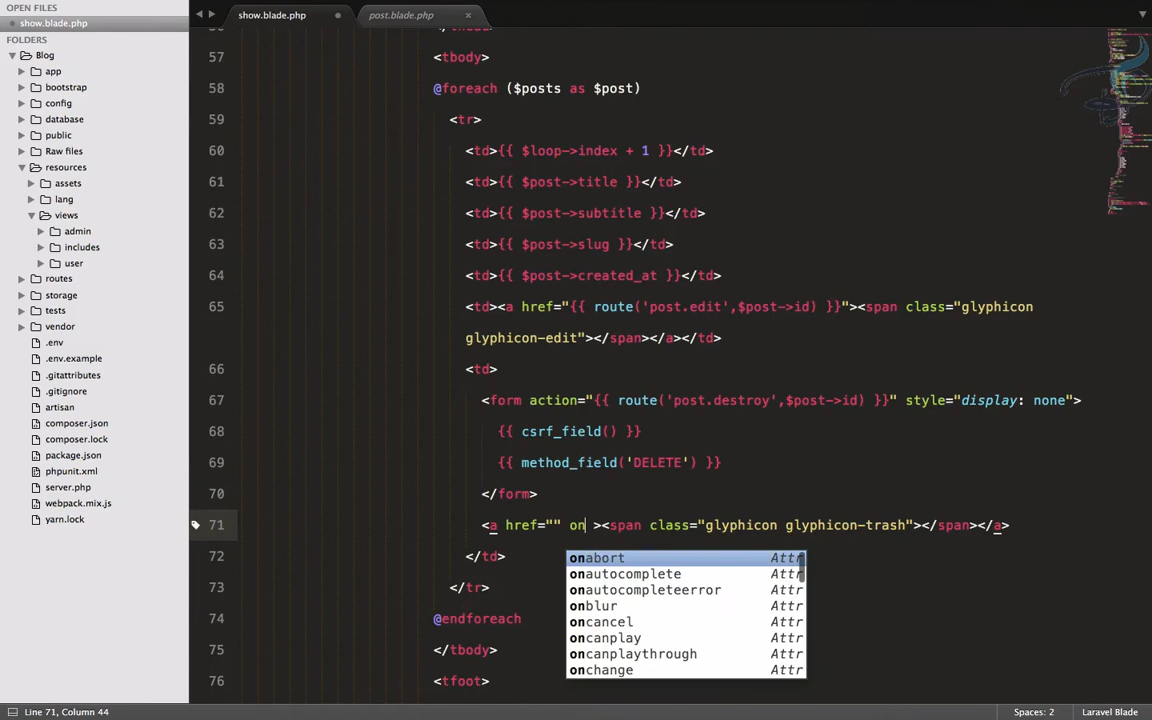 OPEN FILES
show.blade.php
FOLDERS
Blog
app
bootstrap
config
database
public
Raw files
resources
assets
lang
views
admin
includes
user
routes
storage
tests
vendor
.env
.env.example
.gitattributes
.gitignore
artisan
composer.json
composer.lock
package.json
phpunit.xml
server.php
webpack.mix.js
yarn.lock
show.blade.php
post.blade.php
57 <tbody>
58 @foreach ($posts as $post)
59 <tr>
60 <td>{{ $loop->index + 1 }}</td>
61 <td>{{ $post->title }}</td>
62 <td>{{ $post->subtitle }}</td>
63 <td>{{ $post->slug }}</td>
64 <td>{{ $post->created_at }}</td>
65 <td><a href="{{ route('post.edit',$post->id) }}"><span class="glyphicon
glyphicon-edit"></span></a></td>
66 <td>
67 <form action="{{ route('post.destroy',$post->id) }}" style="display: none">
68 {{ csrf_field() }}
69 {{ method_field('DELETE') }}
70 </form>
71 <a href="" on ><span class="glyphicon glyphicon-trash"></span></a>
72 </td>
onabort Attr
onautocomplete Attr
onautocompleteerror Attr
onblur Attr
oncancel Attr
oncanplay Attr
oncanplaythrough Attr
onchange Attr
73 </tr>
74 @endforeach
75 </tbody>
76 <tfoot>
Line 71, Column 44
Spaces: 2
Laravel Blade